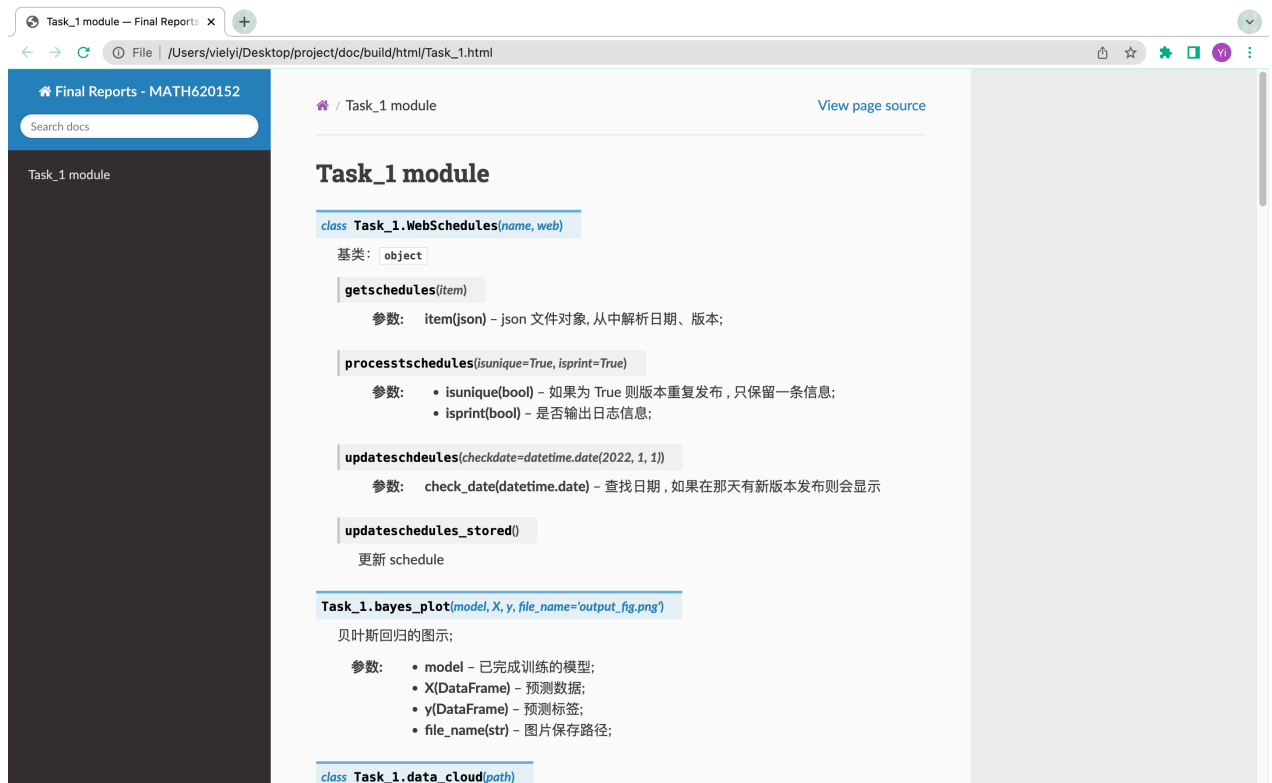 Task_1 module — Final Reports
File | /Users/vielyi/Desktop/project/doc/build/html/Task_1.html
Yi
Final Reports - MATH620152
Search docs
Task_1 module
/ Task_1 module
View page source
Task_1 module
class Task_1.WebSchedules(name, web)
基类： object
getschedules(item)
参数: item(json) – json 文件对象, 从中解析日期、版本;
processtschedules(isunique=True, isprint=True)
参数: • isunique(bool) – 如果为 True 则版本重复发布 , 只保留一条信息;
• isprint(bool) – 是否输出日志信息;
updateschdeules(checkdate=datetime.date(2022, 1, 1))
参数: check_date(datetime.date) – 查找日期 , 如果在那天有新版本发布则会显示
updateschedules_stored()
更新 schedule
Task_1.bayes_plot(model, X, y, file_name='output_fig.png')
贝叶斯回归的图示;
参数: • model – 已完成训练的模型;
• X(DataFrame) – 预测数据;
• y(DataFrame) – 预测标签;
• file_name(str) – 图片保存路径;
class Task_1.data_cloud(path)